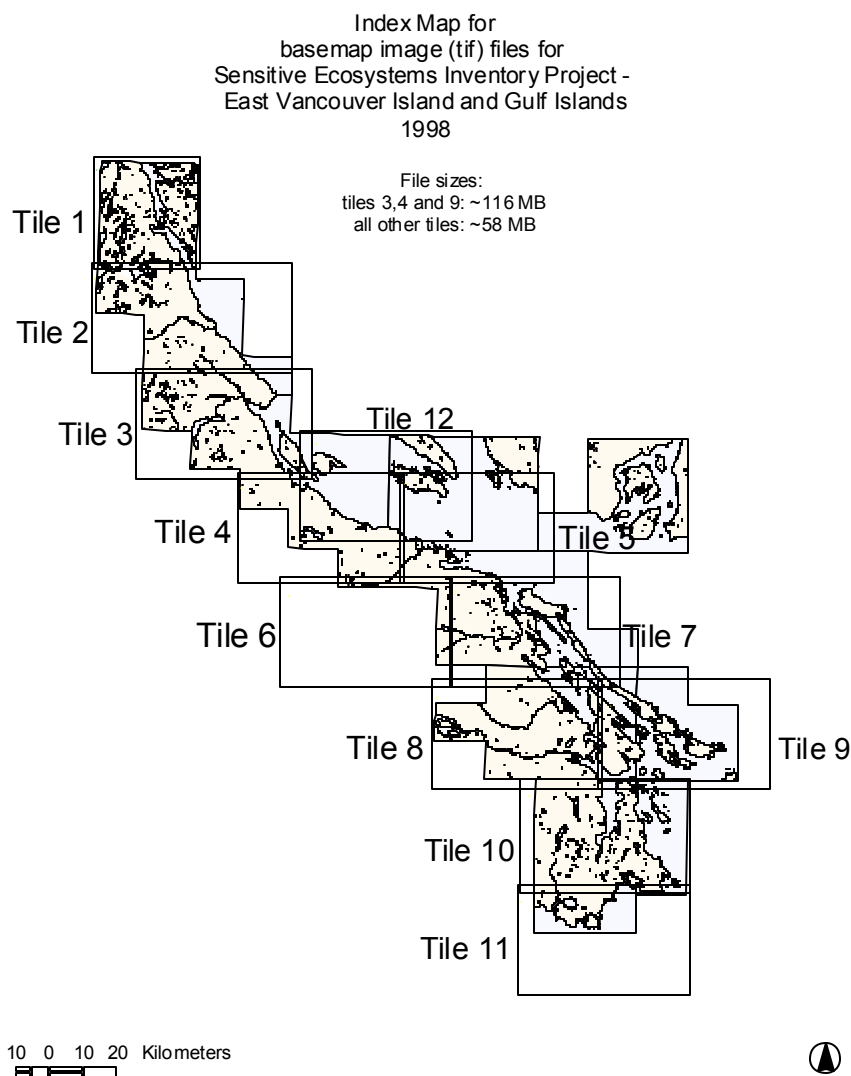 Index Map for
basemap image (tif) files for
Sensitive Ecosystems Inventory Project -
East Vancouver Island and Gulf Islands
1998
File sizes:
tiles 3,4 and 9: ~116 MB
all other tiles: ~58 MB
Tile 1
Tile 2
Tile 3
Tile 12
Tile 4
Tile 5
Tile 6
Tile 7
Tile 8
Tile 9
Tile 10
Tile 11
10 0 10 20 Kilometers